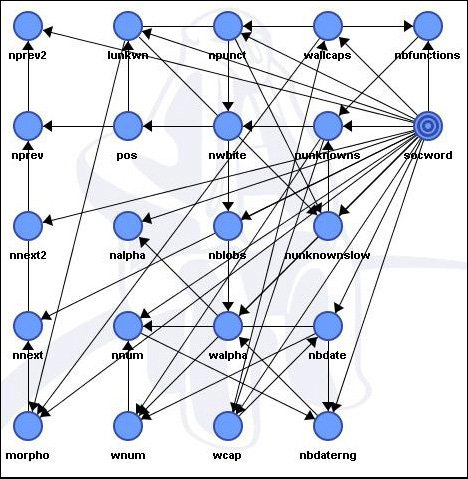 nprev2 lunkwn npunct wallcaps nbfunctions
nprev pos nwhite nunknowns socword
nnext2 nalpha nblobs nunknownslow
nnext nnum walpha nbdate
morpho wnum wcap nbdaterng